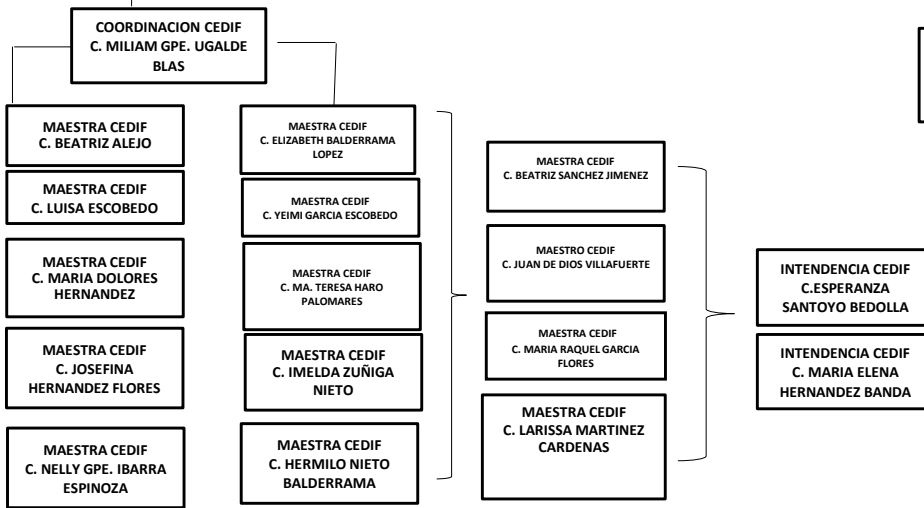 COORDINACION CEDIF
C. MILIAM GPE. UGALDE
BLAS
MAESTRA CEDIF
C. BEATRIZ ALEJO
MAESTRA CEDIF
C. LUISA ESCOBEDO
MAESTRA CEDIF
C. MARIA DOLORES
HERNANDEZ
MAESTRA CEDIF
C. JOSEFINA
HERNANDEZ FLORES
MAESTRA CEDIF
C. NELLY GPE. IBARRA
ESPINOZA
MAESTRA CEDIF
C. ELIZABETH BALDERRAMA
LOPEZ
MAESTRA CEDIF
C. YEIMI GARCIA ESCOBEDO
MAESTRA CEDIF
C. MA. TERESA HARO
PALOMARES
MAESTRA CEDIF
C. IMELDA ZUÑIGA
NIETO
MAESTRA CEDIF
C. HERMILO NIETO
BALDERRAMA
MAESTRA CEDIF
C. BEATRIZ SANCHEZ JIMENEZ
MAESTRO CEDIF
C. JUAN DE DIOS VILLAFUERTE
MAESTRA CEDIF
C. MARIA RAQUEL GARCIA
FLORES
MAESTRA CEDIF
C. LARISSA MARTINEZ
CARDENAS
INTENDENCIA CEDIF
C.ESPERANZA
SANTOYO BEDOLLA
INTENDENCIA CEDIF
C. MARIA ELENA
HERNANDEZ BANDA